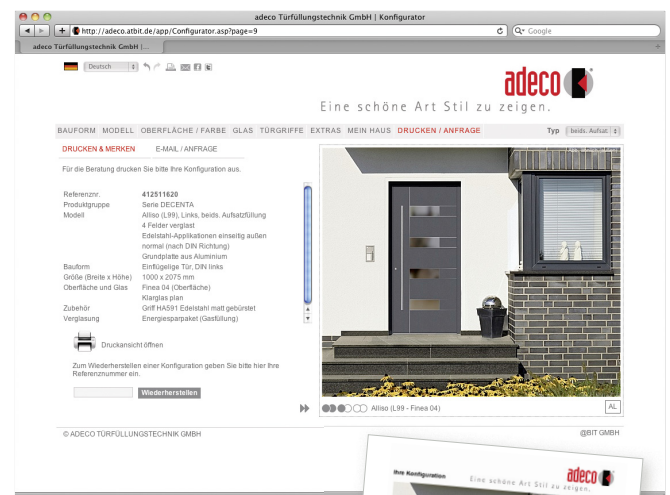 adeco Türfüllungstechnik GmbH | Konfigurator
http://adeco.atbit.de/app/Configurator.asp?page=9
Google
adeco Türfüllungstechnik GmbH |...
Deutsch
adeco
Eine schöne Art Stil zu zeigen.
BAUFORM MODELL OBERFLÄCHE / FARBE GLAS TÜRGRIFFE EXTRAS MEIN HAUS DRUCKEN / ANFRAGE Typ beids. Aufsat
DRUCKEN & MERKEN E-MAIL / ANFRAGE
Für die Beratung drucken Sie bitte Ihre Konfiguration aus.
Referenznr. 412511620
Produktgruppe Serie DECENTA
Modell Alliso (L99), Links, beids. Aufsatzfüllung
4 Felder verglast
Edelstahl-Applikationen einseitig außen
normal (nach DIN Richtung)
Grundplatte aus Aluminium
Bauform Einflügelige Tür, DIN links
Größe (Breite x Höhe) 1000 x 2075 mm
Oberfläche und Glas Finea 04 (Oberfläche)
Klarglas plan
Zubehör Griff HA591 Edelstahl matt gebürstet
Verglasung Energiesparpaket (Gasfüllung)
Druckansicht öffnen
Zum Wiederherstellen einer Konfiguration geben Sie bitte hier Ihre
Referenznummer ein.
Wiederherstellen
Alliso (L99 - Finea 04)
AL
© ADECO TÜRFÜLLUNGSTECHNIK GMBH
@BIT GMBH
Ihre Konfiguration
Eine schöne Art Stil zu zeigen.
adeco